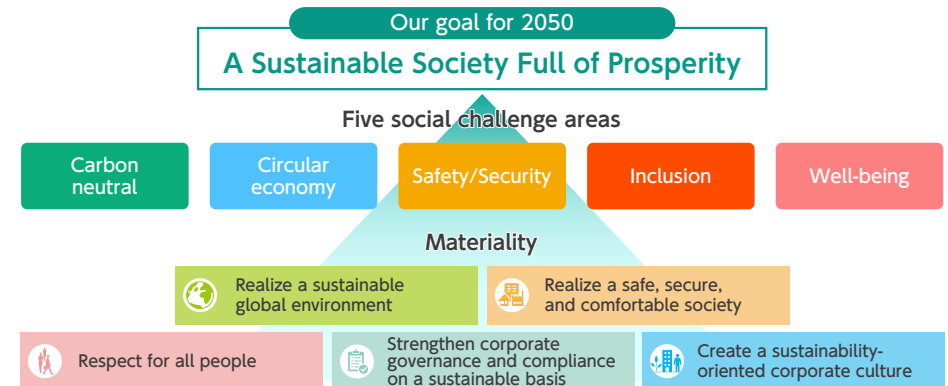 Our goal for 2050
A Sustainable Society Full of Prosperity
Five social challenge areas
Carbon
neutral
Circular
economy
Safety/Security
Inclusion
Well-being
Materiality
Realize a sustainable
global environment
Realize a safe, secure,
and comfortable society
Respect for all people
Strengthen corporate
governance and compliance
on a sustainable basis
Create a sustainability-
oriented corporate culture